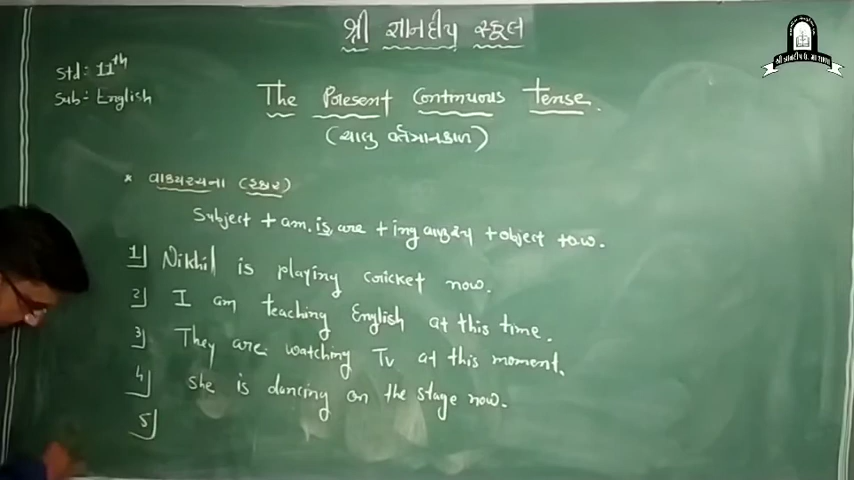 શ્રી જ્ઞાનદીપ સ્કૂલ
Std:- 11th
Sub:- English
The Present Continuous Tense.
(ચાલુ વર્તમાનકાળ)
* વાક્યરચના (હકાર)
Subject + am. is, are + ing વાળુ રૂપ + object + o.w.
1] Nikhil is playing cricket now.
2] I am teaching English at this time.
3] They are watching Tv at this moment.
4] she is dancing on the stage now.
5]